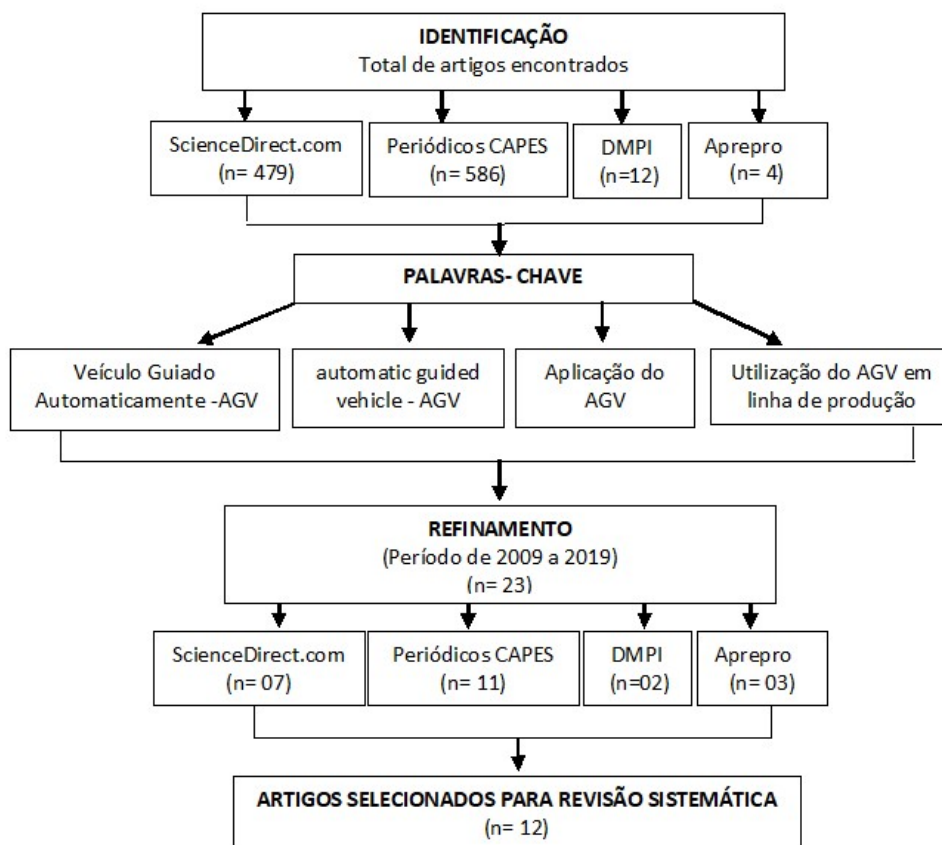 IDENTIFICAÇÃO
Total de artigos encontrados
ScienceDirect.com
(n= 479)
Periódicos CAPES
(n= 586)
DMPI
(n=12)
Aprepro
(n= 4)
PALAVRAS- CHAVE
Veículo Guiado
Automaticamente -AGV
automatic guided
vehicle - AGV
Aplicação do
AGV
Utilização do AGV em
linha de produção
REFINAMENTO
(Período de 2009 a 2019)
(n= 23)
ScienceDirect.com
(n= 07)
Periódicos CAPES
(n= 11)
DMPI
(n=02)
Aprepro
(n= 03)
ARTIGOS SELECIONADOS PARA REVISÃO SISTEMÁTICA
(n= 12)